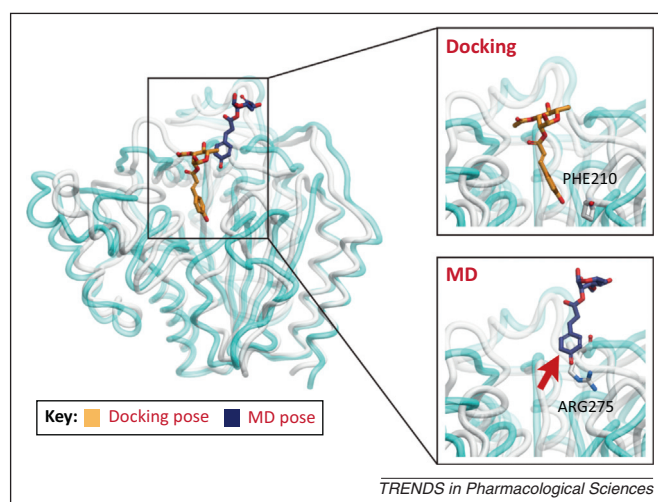 Docking
PHE210
MD
ARG275
Key: Docking pose MD pose
TRENDS in Pharmacological Sciences